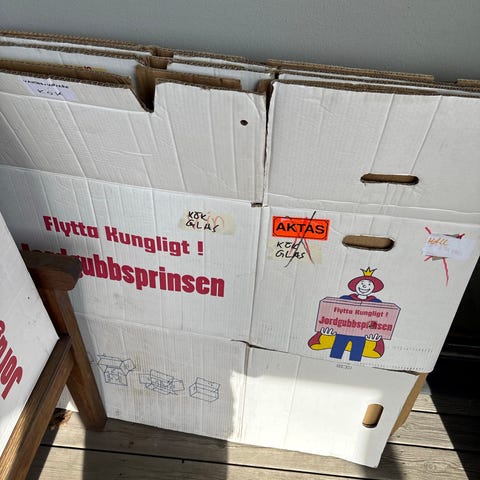 KÖK
Flytta Kungligt !
Jordgubbsprinsen
KÖK
GLAS
AKTAS
KÖK
GLAS
HALL
Flytta Kungligt !
Jordgubbsprinsen